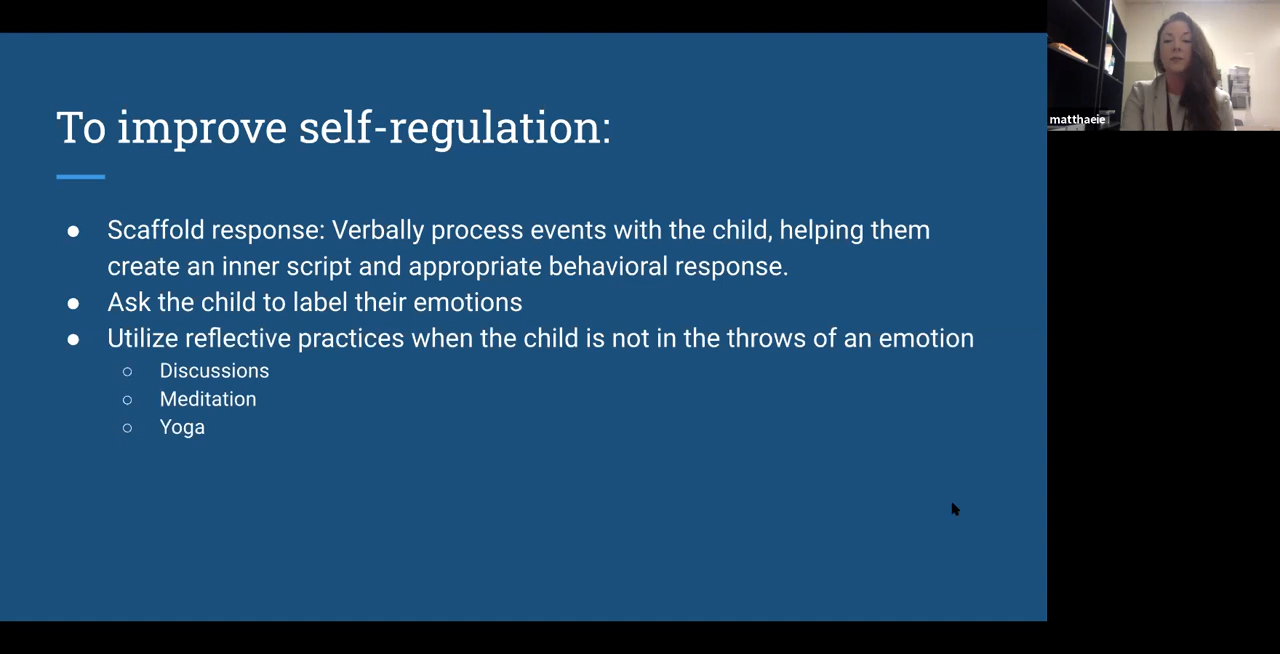 To improve self-regulation:
● Scaffold response: Verbally process events with the child, helping them
create an inner script and appropriate behavioral response.
● Ask the child to label their emotions
● Utilize reflective practices when the child is not in the throws of an emotion
○ Discussions
○ Meditation
○ Yoga
matthaeie